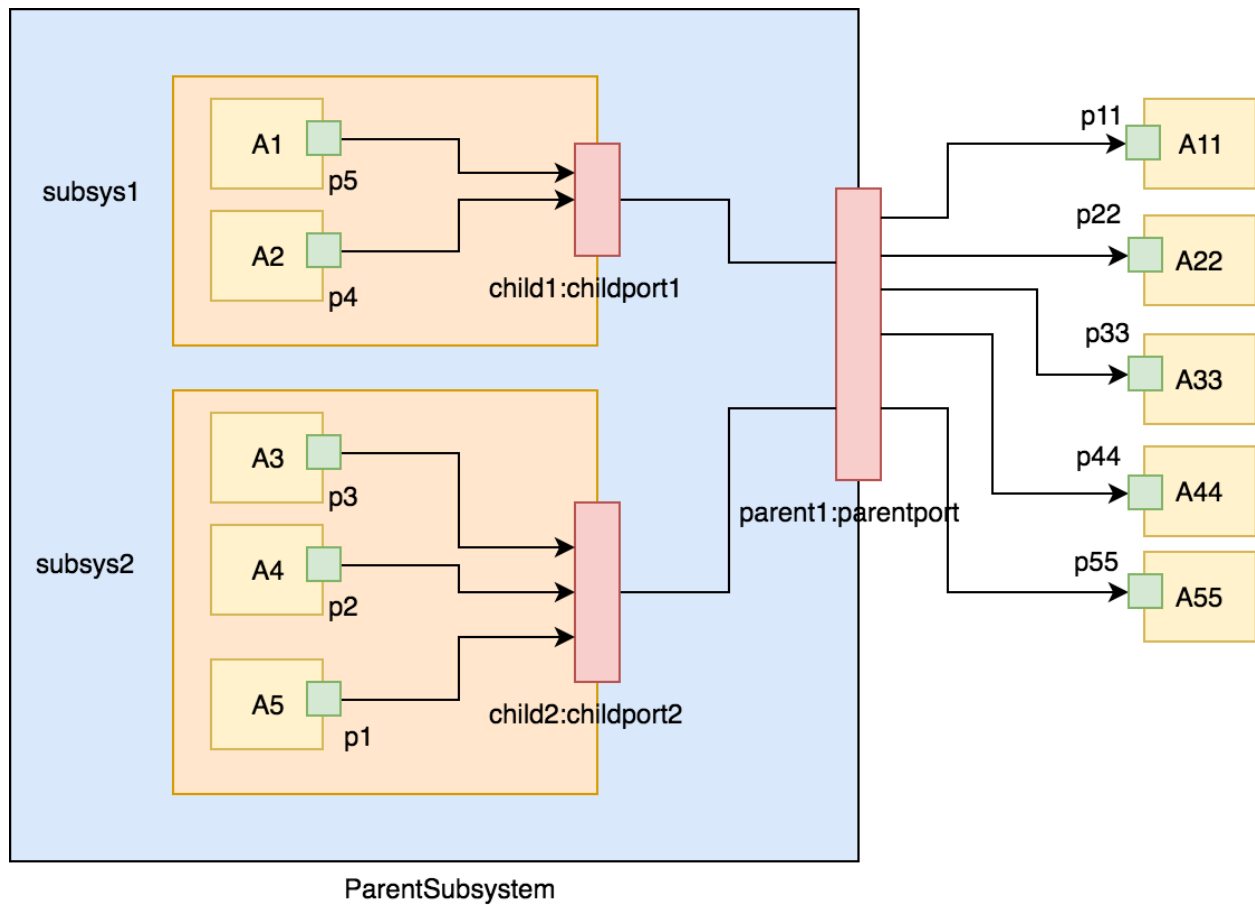 subsys1
A1
p5
A2
p4
child1:childport1
subsys2
A3
p3
A4
p2
A5
p1
child2:childport2
parent1:parentport
p11
A11
p22
A22
p33
A33
p44
A44
p55
A55
ParentSubsystem